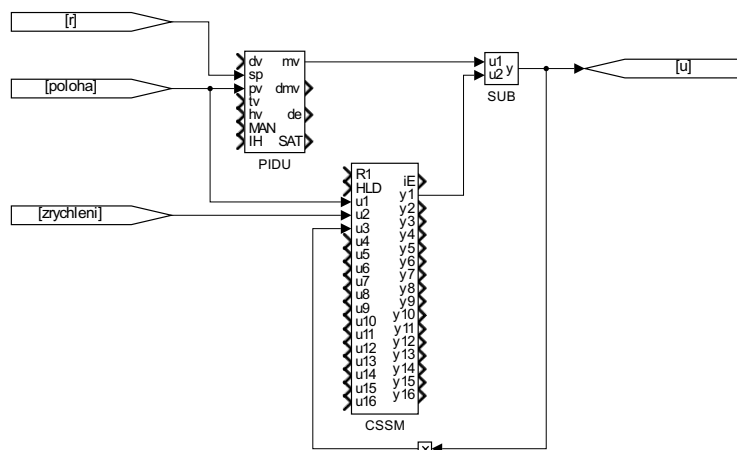 [r]
[poloha]
[zrychleni]
dv
sp
pv
tv
hv
MAN
IH
mv
dmv
de
SAT
PIDU
u1
u2
y
SUB
[u]
R1
HLD
u1
u2
u3
u4
u5
u6
u7
u8
u9
u10
u11
u12
u13
u14
u15
u16
iE
y1
y2
y3
y4
y5
y6
y7
y8
y9
y10
y11
y12
y13
y14
y15
y16
CSSM
x